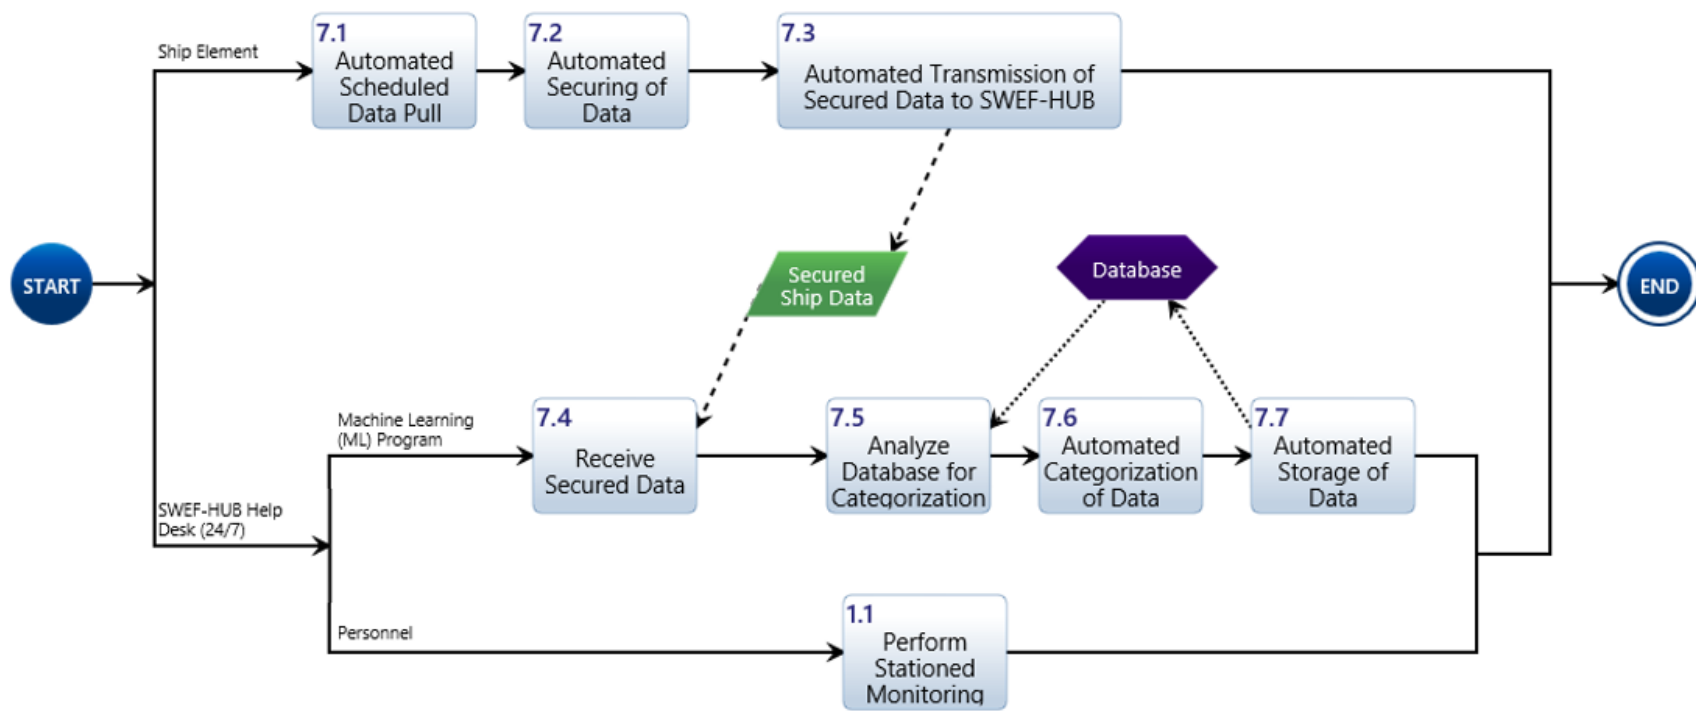 Ship Element
7.1
Automated
Scheduled
Data Pull
7.2
Automated
Securing of
Data
7.3
Automated Transmission of
Secured Data to SWEF-HUB
START
Secured
Ship Data
Database
END
Machine Learning
(ML) Program
7.4
Receive
Secured Data
7.5
Analyze
Database for
Categorization
7.6
Automated
Categorization
of Data
7.7
Automated
Storage of
Data
SWEF-HUB Help
Desk (24/7)
Personnel
1.1
Perform
Stationed
Monitoring